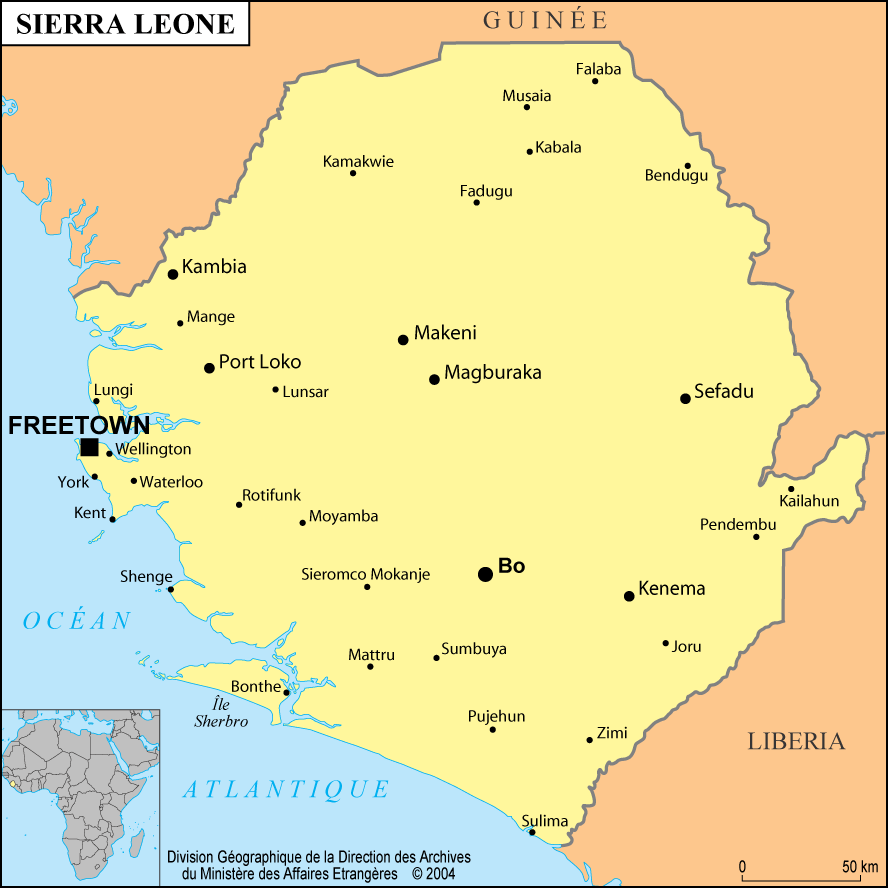 SIERRA LEONE
GUINÉE
Falaba
Musaia
Kabala
Kamakwie
Bendugu
Fadugu
Kambia
Mange
Makeni
Port Loko
Magburaka
Lunsar
Sefadu
Lungi
FREETOWN
Wellington
York
Waterloo
Rotifunk
Kailahun
Kent
Moyamba
Pendembu
Shenge
Sieromco Mokanje
Bo
Kenema
OCÉAN
Joru
Mattru
Sumbuya
Bonthe
Île
Sherbro
Pujehun
Zimi
LIBERIA
ATLANTIQUE
Sulima
Division Géographique de la Direction des Archives
du Ministère des Affaires Etrangères © 2004
0 50 km